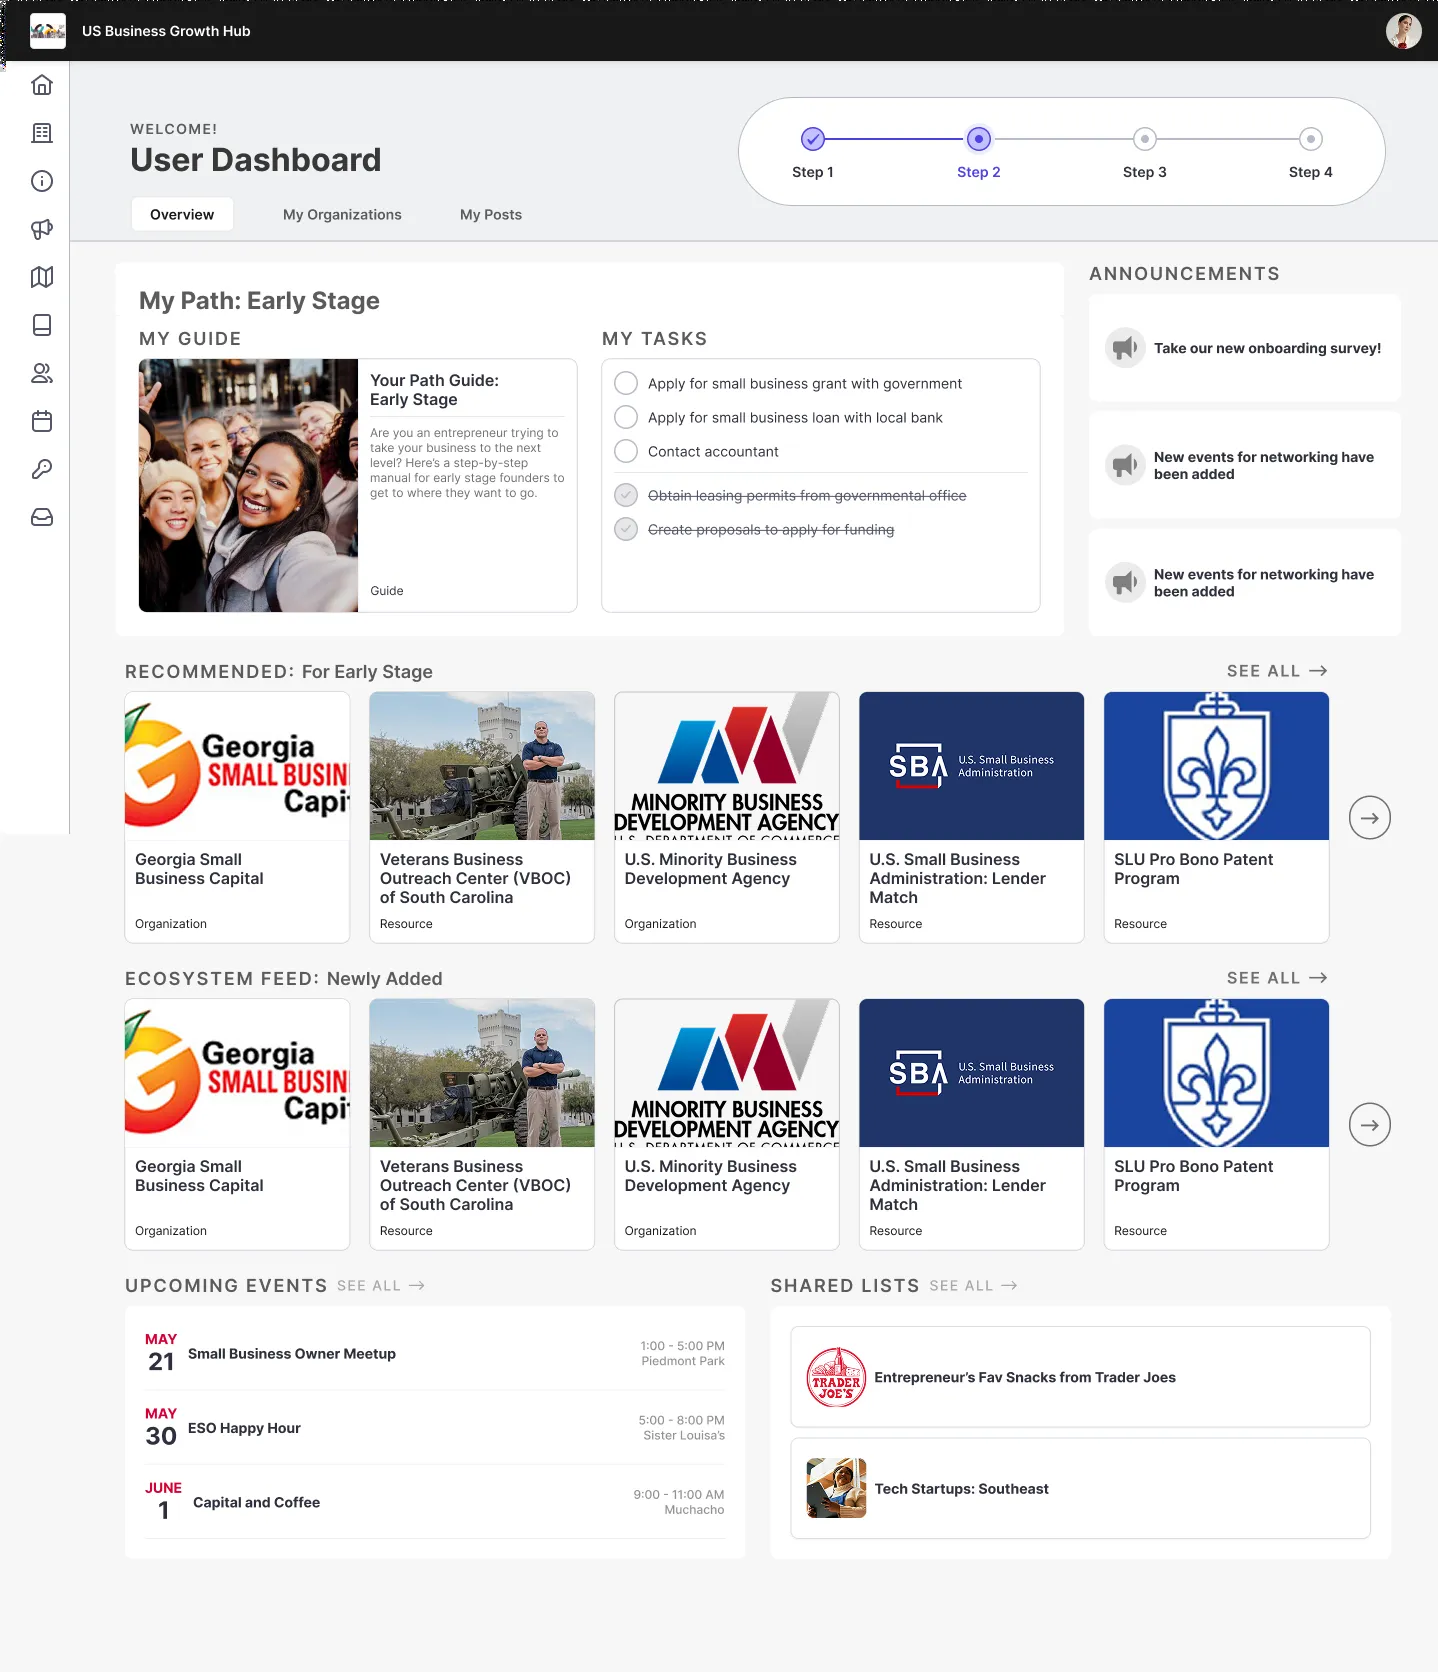 US Business Growth Hub
WELCOME!
User Dashboard
Step 1
Step 2
Step 3
Step 4
Overview
My Organizations
My Posts
My Path: Early Stage
MY GUIDE
Your Path Guide:
Early Stage
Are you an entrepreneur trying to
take your business to the next
level? Here's a step-by-step
manual for early stage founders to
get to where they want to go.
Guide
MY TASKS
Apply for small business grant with government
Apply for small business loan with local bank
Contact accountant
Obtain leasing permits from governmental office
Create proposals to apply for funding
ANNOUNCEMENTS
Take our new onboarding survey!
New events for networking have
been added
New events for networking have
been added
RECOMMENDED: For Early Stage
SEE ALL →
Georgia
SMALL BUSIN
Capit
Georgia Small
Business Capital
Organization
Veterans Business
Outreach Center (VBOC)
of South Carolina
Resource
MINORITY BUSINESS
DEVELOPMENT AGENCY
U.S. DEPARTMENT OF COMMERCE
U.S. Minority Business
Development Agency
Organization
SBA
U.S. Small Business
Administration
U.S. Small Business
Administration: Lender
Match
Resource
SLU Pro Bono Patent
Program
Resource
ECOSYSTEM FEED: Newly Added
SEE ALL →
Georgia
SMALL BUSIN
Capit
Georgia Small
Business Capital
Organization
Veterans Business
Outreach Center (VBOC)
of South Carolina
Resource
MINORITY BUSINESS
DEVELOPMENT AGENCY
U.S. DEPARTMENT OF COMMERCE
U.S. Minority Business
Development Agency
Organization
SBA
U.S. Small Business
Administration
U.S. Small Business
Administration: Lender
Match
Resource
SLU Pro Bono Patent
Program
Resource
UPCOMING EVENTS SEE ALL →
MAY
21
Small Business Owner Meetup
1:00 - 5:00 PM
Piedmont Park
MAY
30
ESO Happy Hour
5:00 - 8:00 PM
Sister Louisa's
JUNE
1
Capital and Coffee
9:00 - 11:00 AM
Muchacho
SHARED LISTS SEE ALL →
TRADER
JOE'S
Entrepreneur's Fav Snacks from Trader Joes
Tech Startups: Southeast